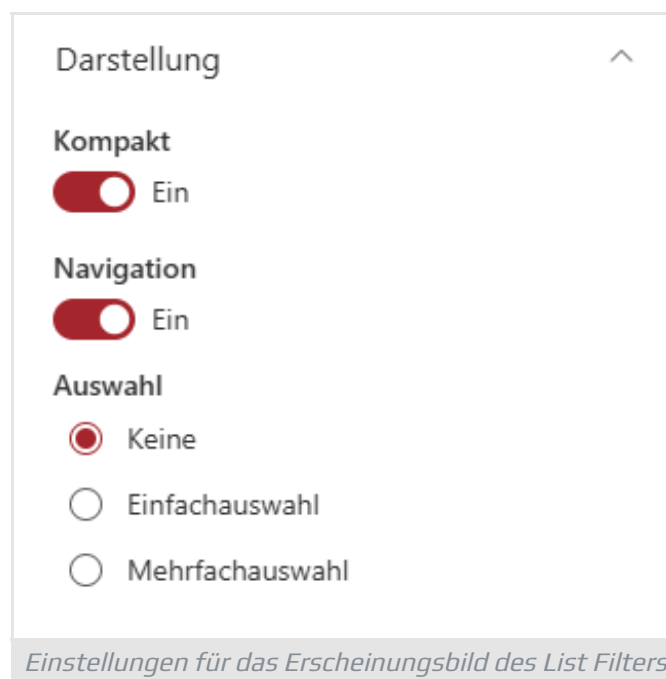 Darstellung
Kompakt
Ein
Navigation
Ein
Auswahl
Keine
Einfachauswahl
Mehrfachauswahl
Einstellungen für das Erscheinungsbild des List Filters